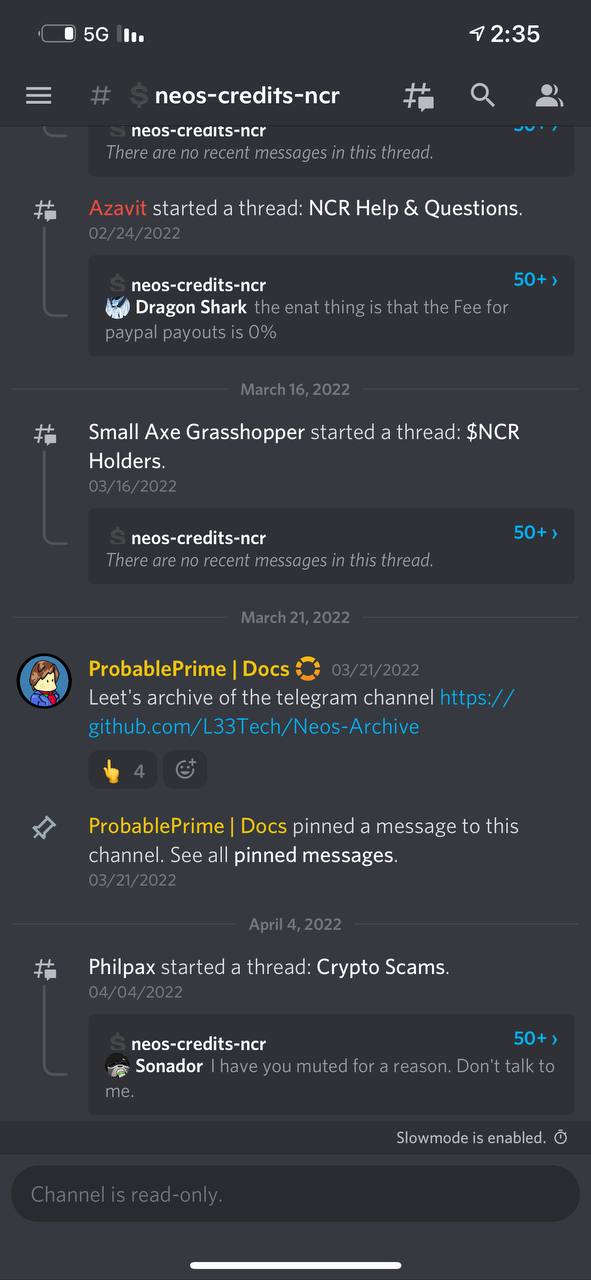 5G
2:35
# $ neos-credits-ncr
$ neos-credits-ncr
50+ ›
There are no recent messages in this thread.
Azavit started a thread: NCR Help & Questions.
02/24/2022
$ neos-credits-ncr
50+ ›
Dragon Shark the enat thing is that the Fee for
paypal payouts is 0%
March 16, 2022
Small Axe Grasshopper started a thread: $NCR
Holders.
03/16/2022
$ neos-credits-ncr
50+ ›
There are no recent messages in this thread.
March 21, 2022
ProbablePrime | Docs 03/21/2022
Leet's archive of the telegram channel https://
github.com/L33Tech/Neos-Archive
4
ProbablePrime | Docs pinned a message to this
channel. See all pinned messages.
03/21/2022
April 4, 2022
Philpax started a thread: Crypto Scams.
04/04/2022
$ neos-credits-ncr
50+ ›
Sonador I have you muted for a reason. Don't talk to
me.
Slowmode is enabled.
Channel is read-only.